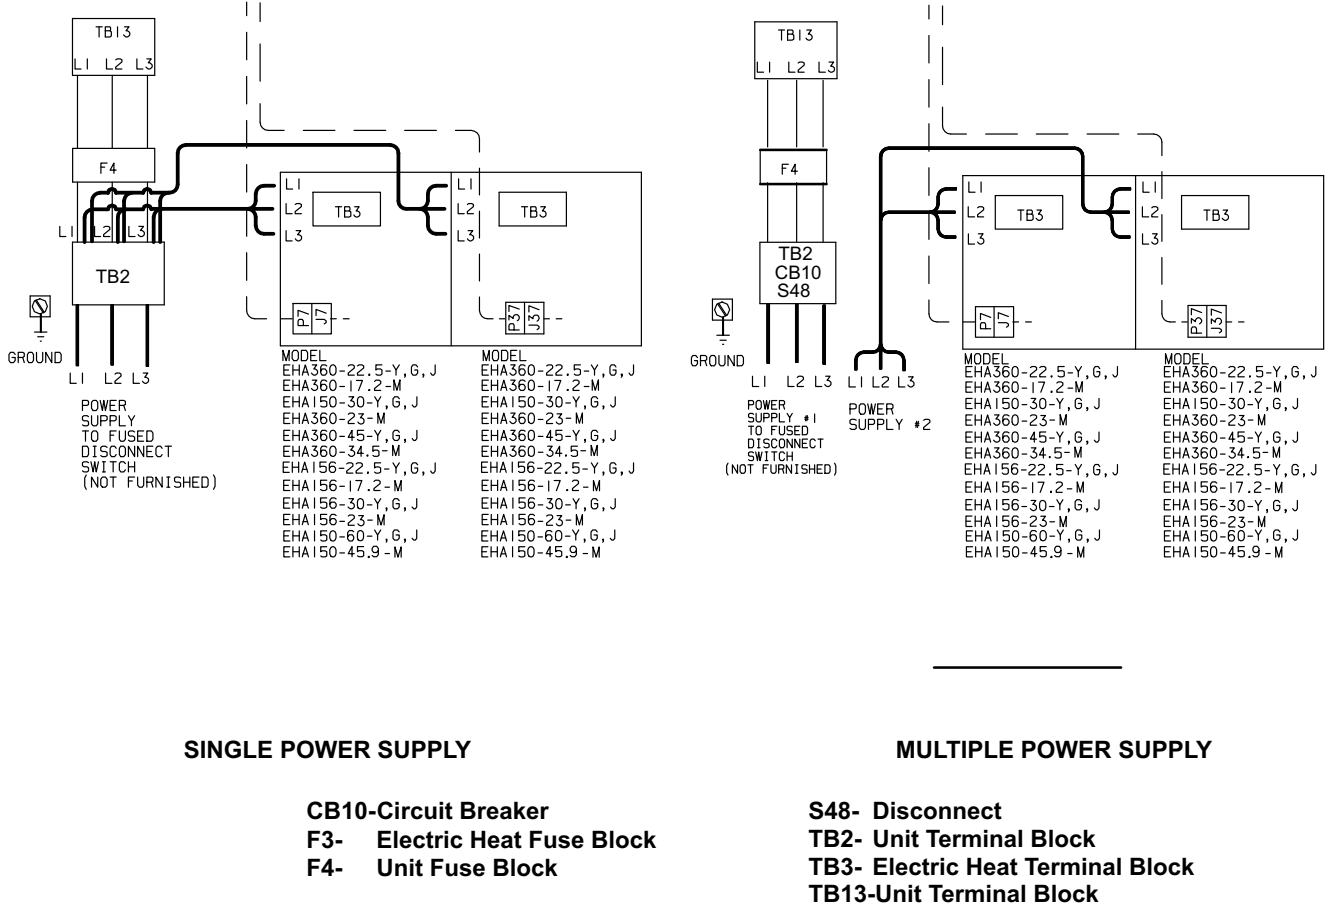 TB13
L1 L2 L3
F4
L1 L2 L3
TB2
GROUND
L1 L2 L3
POWER
SUPPLY
TO FUSED
DISCONNECT
SWITCH
(NOT FURNISHED)
L1
L2
L3
TB3
P7
J7
L1
L2
L3
TB3
P37
J37
MODEL
EHA360-22.5-Y,G,J
EHA360-17.2-M
EHA150-30-Y,G,J
EHA360-23-M
EHA360-45-Y,G,J
EHA360-34.5-M
EHA156-22.5-Y,G,J
EHA156-17.2-M
EHA156-30-Y,G,J
EHA156-23-M
EHA150-60-Y,G,J
EHA150-45.9-M
MODEL
EHA360-22.5-Y,G,J
EHA360-17.2-M
EHA150-30-Y,G,J
EHA360-23-M
EHA360-45-Y,G,J
EHA360-34.5-M
EHA156-22.5-Y,G,J
EHA156-17.2-M
EHA156-30-Y,G,J
EHA156-23-M
EHA150-60-Y,G,J
EHA150-45.9-M
TB13
L1 L2 L3
F4
TB2
CB10
S48
GROUND
L1 L2 L3
POWER
SUPPLY #1
TO FUSED
DISCONNECT
SWITCH
(NOT FURNISHED)
L1 L2 L3
POWER
SUPPLY #2
L1
L2
L3
TB3
P7
J7
L1
L2
L3
TB3
P37
J37
MODEL
EHA360-22.5-Y,G,J
EHA360-17.2-M
EHA150-30-Y,G,J
EHA360-23-M
EHA360-45-Y,G,J
EHA360-34.5-M
EHA156-22.5-Y,G,J
EHA156-17.2-M
EHA156-30-Y,G,J
EHA156-23-M
EHA150-60-Y,G,J
EHA150-45.9-M
MODEL
EHA360-22.5-Y,G,J
EHA360-17.2-M
EHA150-30-Y,G,J
EHA360-23-M
EHA360-45-Y,G,J
EHA360-34.5-M
EHA156-22.5-Y,G,J
EHA156-17.2-M
EHA156-30-Y,G,J
EHA156-23-M
EHA150-60-Y,G,J
EHA150-45.9-M
SINGLE POWER SUPPLY
MULTIPLE POWER SUPPLY
CB10-Circuit Breaker
F3- Electric Heat Fuse Block
F4- Unit Fuse Block
S48- Disconnect
TB2- Unit Terminal Block
TB3- Electric Heat Terminal Block
TB13-Unit Terminal Block